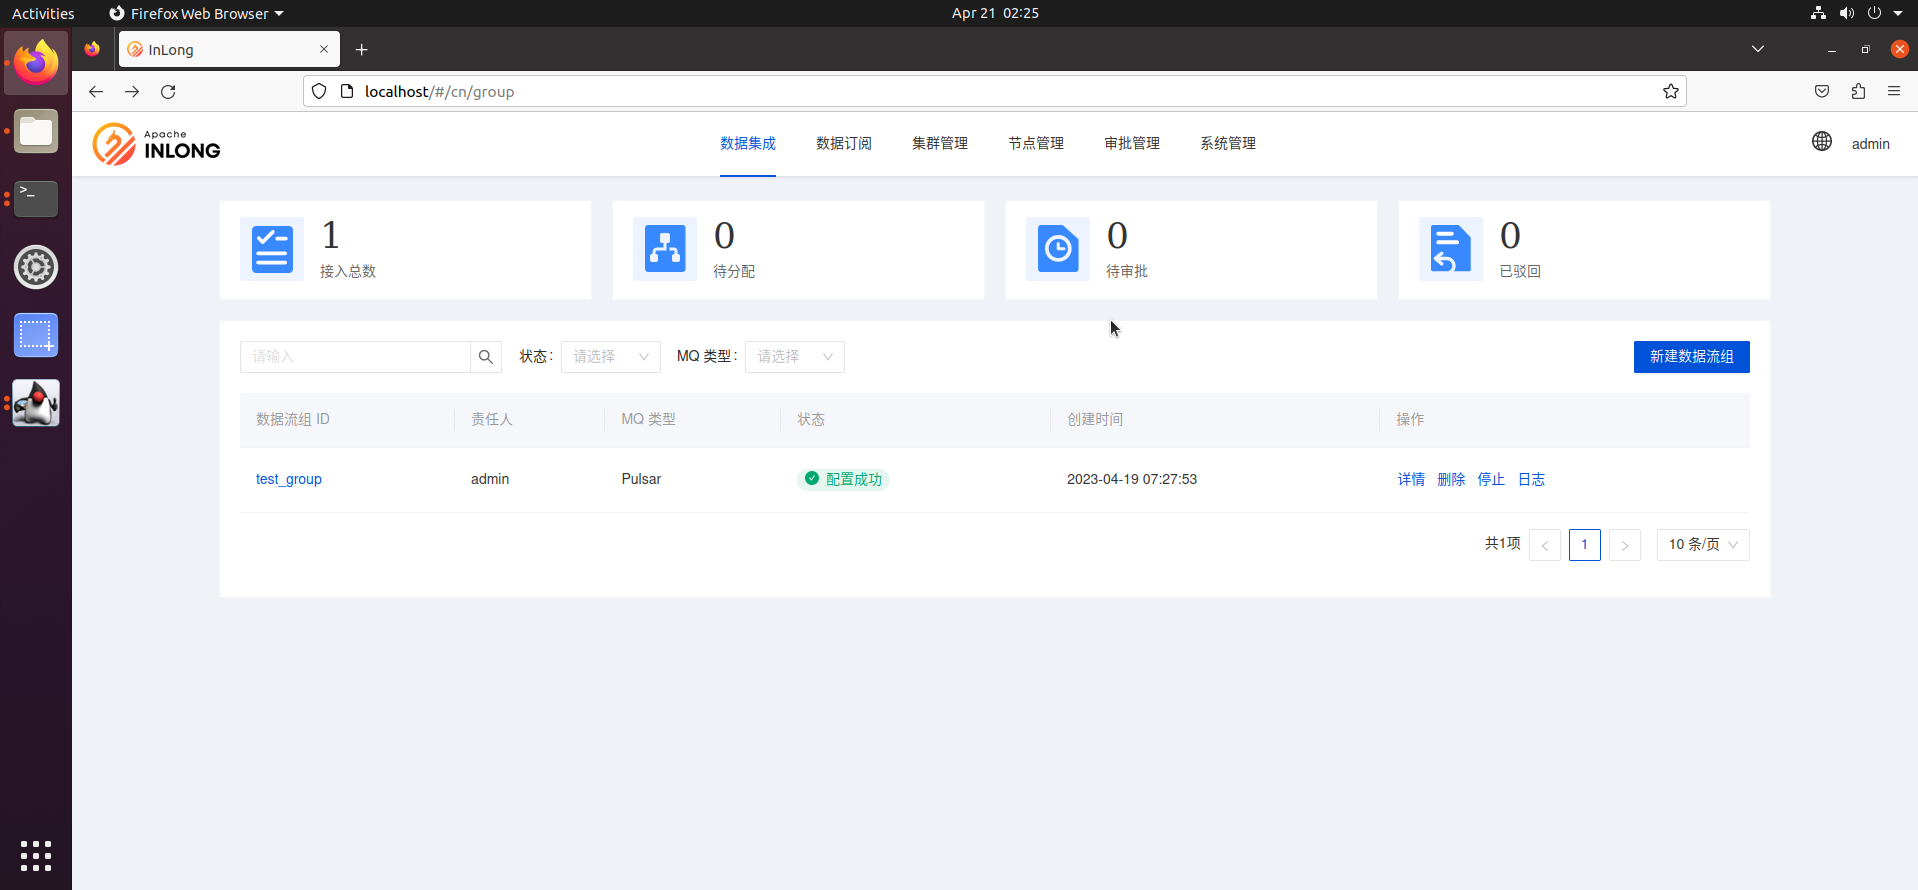 Activities Firefox Web Browser Apr 21 02:25
InLong
localhost/#/cn/group
Apache
INLONG 数据集成 数据订阅 集群管理 节点管理 审批管理 系统管理 admin
1 0 0 0
接入总数 待分配 待审批 已驳回
请输入 状态: 请选择 MQ 类型: 请选择 新建数据流组
数据流组 ID 责任人 MQ 类型 状态 创建时间 操作
test_group admin Pulsar 配置成功 2023-04-19 07:27:53 详情 删除 停止 日志
共1项 < 1 > 10 条/页